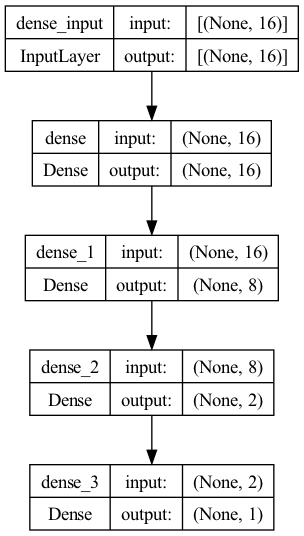 dense_input input: [(None, 16)]
InputLayer output: [(None, 16)]
dense input: (None, 16)
Dense output: (None, 16)
dense_1 input: (None, 16)
Dense output: (None, 8)
dense_2 input: (None, 8)
Dense output: (None, 2)
dense_3 input: (None, 2)
Dense output: (None, 1)